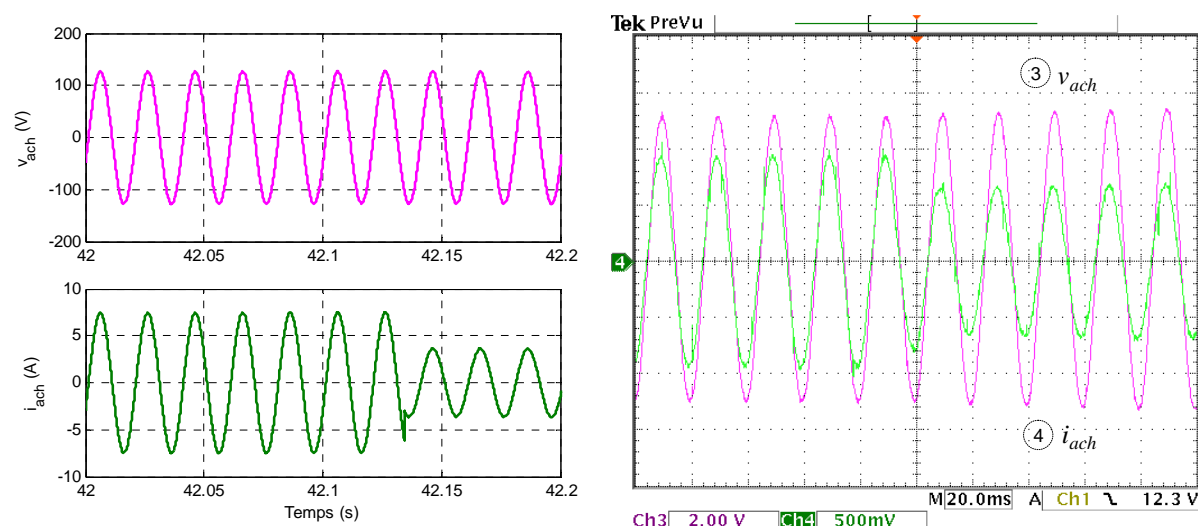 200
100
0
-100
-200
v_ach (V)
42
42.05
42.1
42.15
42.2
10
5
0
-5
-10
i_ach (A)
42
42.05
42.1
42.15
42.2
Temps (s)
Tek PreVu
3 v_ach
4
4 i_ach
M 20.0ms A Ch1 12.3 V
Ch3 2.00 V Ch4 500mV